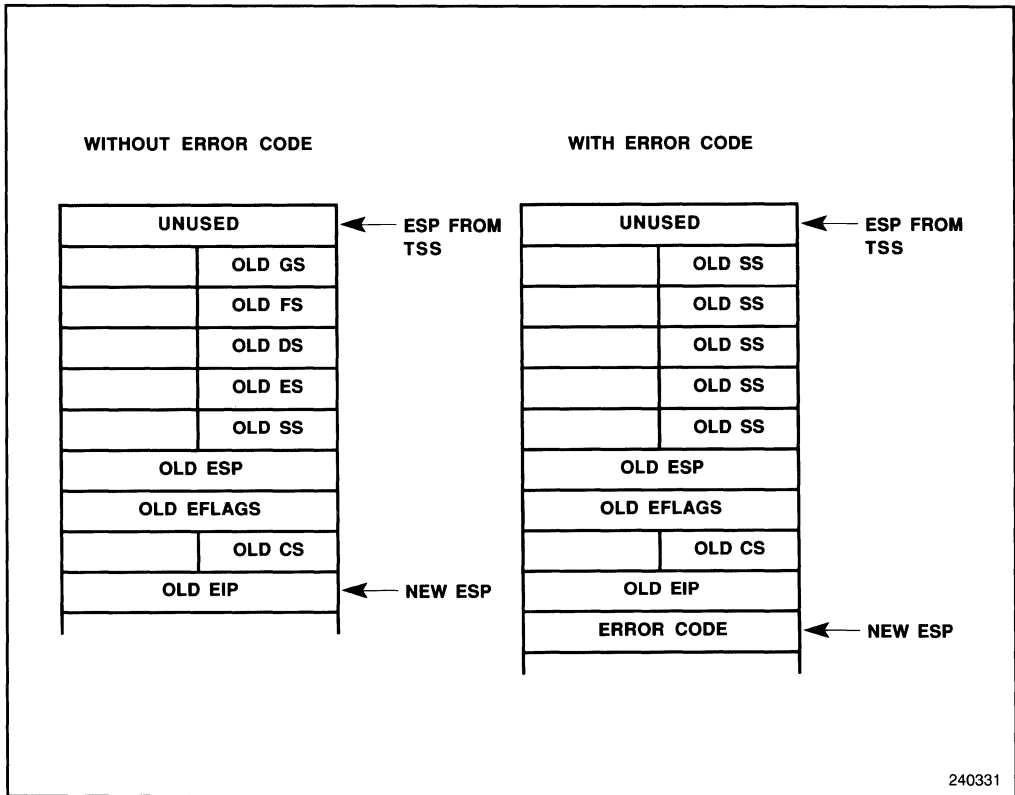 WITHOUT ERROR CODE
UNUSED
ESP FROM
TSS
OLD GS
OLD FS
OLD DS
OLD ES
OLD SS
OLD ESP
OLD EFLAGS
OLD CS
OLD EIP
NEW ESP
WITH ERROR CODE
UNUSED
ESP FROM
TSS
OLD SS
OLD SS
OLD SS
OLD SS
OLD SS
OLD ESP
OLD EFLAGS
OLD CS
OLD EIP
ERROR CODE
NEW ESP
240331